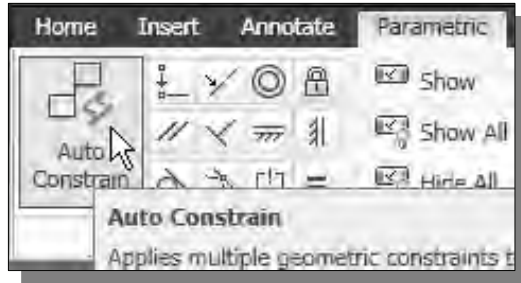 Home Insert Annotate Parametric
Show
Show All
Auto
Constrain
Hide All
Auto Constrain
Applies multiple geometric constraints t